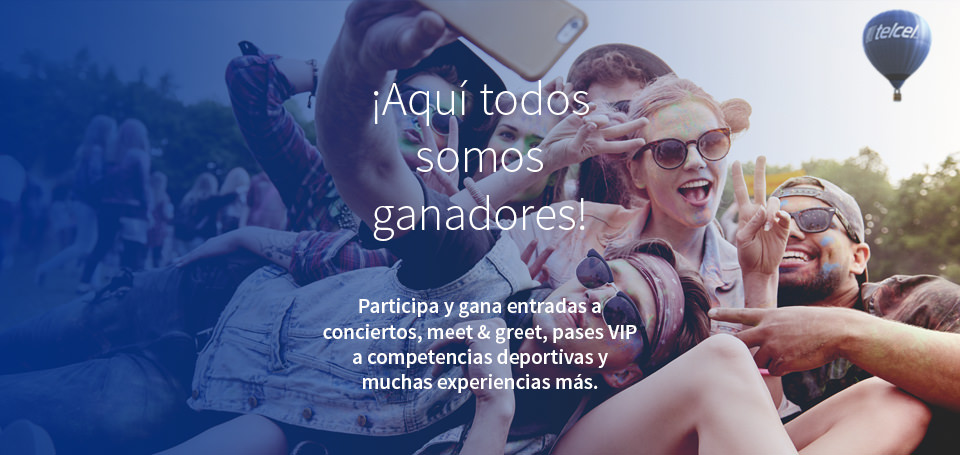 telcel
¡Aquí todos
somos
ganadores!
Participa y gana entradas a
conciertos, meet & greet, pases VIP
a competencias deportivas y
muchas experiencias más.